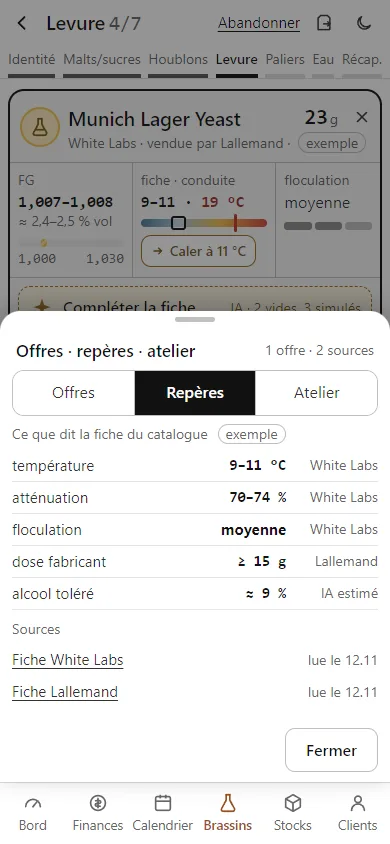 Levure 4/7 Abandonner
Identité Malts/sucres Houblons Levure Paliers Eau Récap.
Munich Lager Yeast 23 g
White Labs · vendue par Lallemand · exemple
FG fiche · conduite floculation
1,007–1,008 9–11 · 19 °C moyenne
≈ 2,4–2,5 % vol
→ Caler à 11 °C
1,000 1,030
Compléter la fiche IA · 2 vides, 3 simulés
Offres · repères · atelier 1 offre · 2 sources
Offres Repères Atelier
Ce que dit la fiche du catalogue exemple
température 9–11 °C White Labs
atténuation 70–74 % White Labs
floculation moyenne White Labs
dose fabricant ≥ 15 g Lallemand
alcool toléré ≈ 9 % IA estimé
Sources
Fiche White Labs lue le 12.11
Fiche Lallemand lue le 12.11
Fermer
Bord Finances Calendrier Brassins Stocks Clients